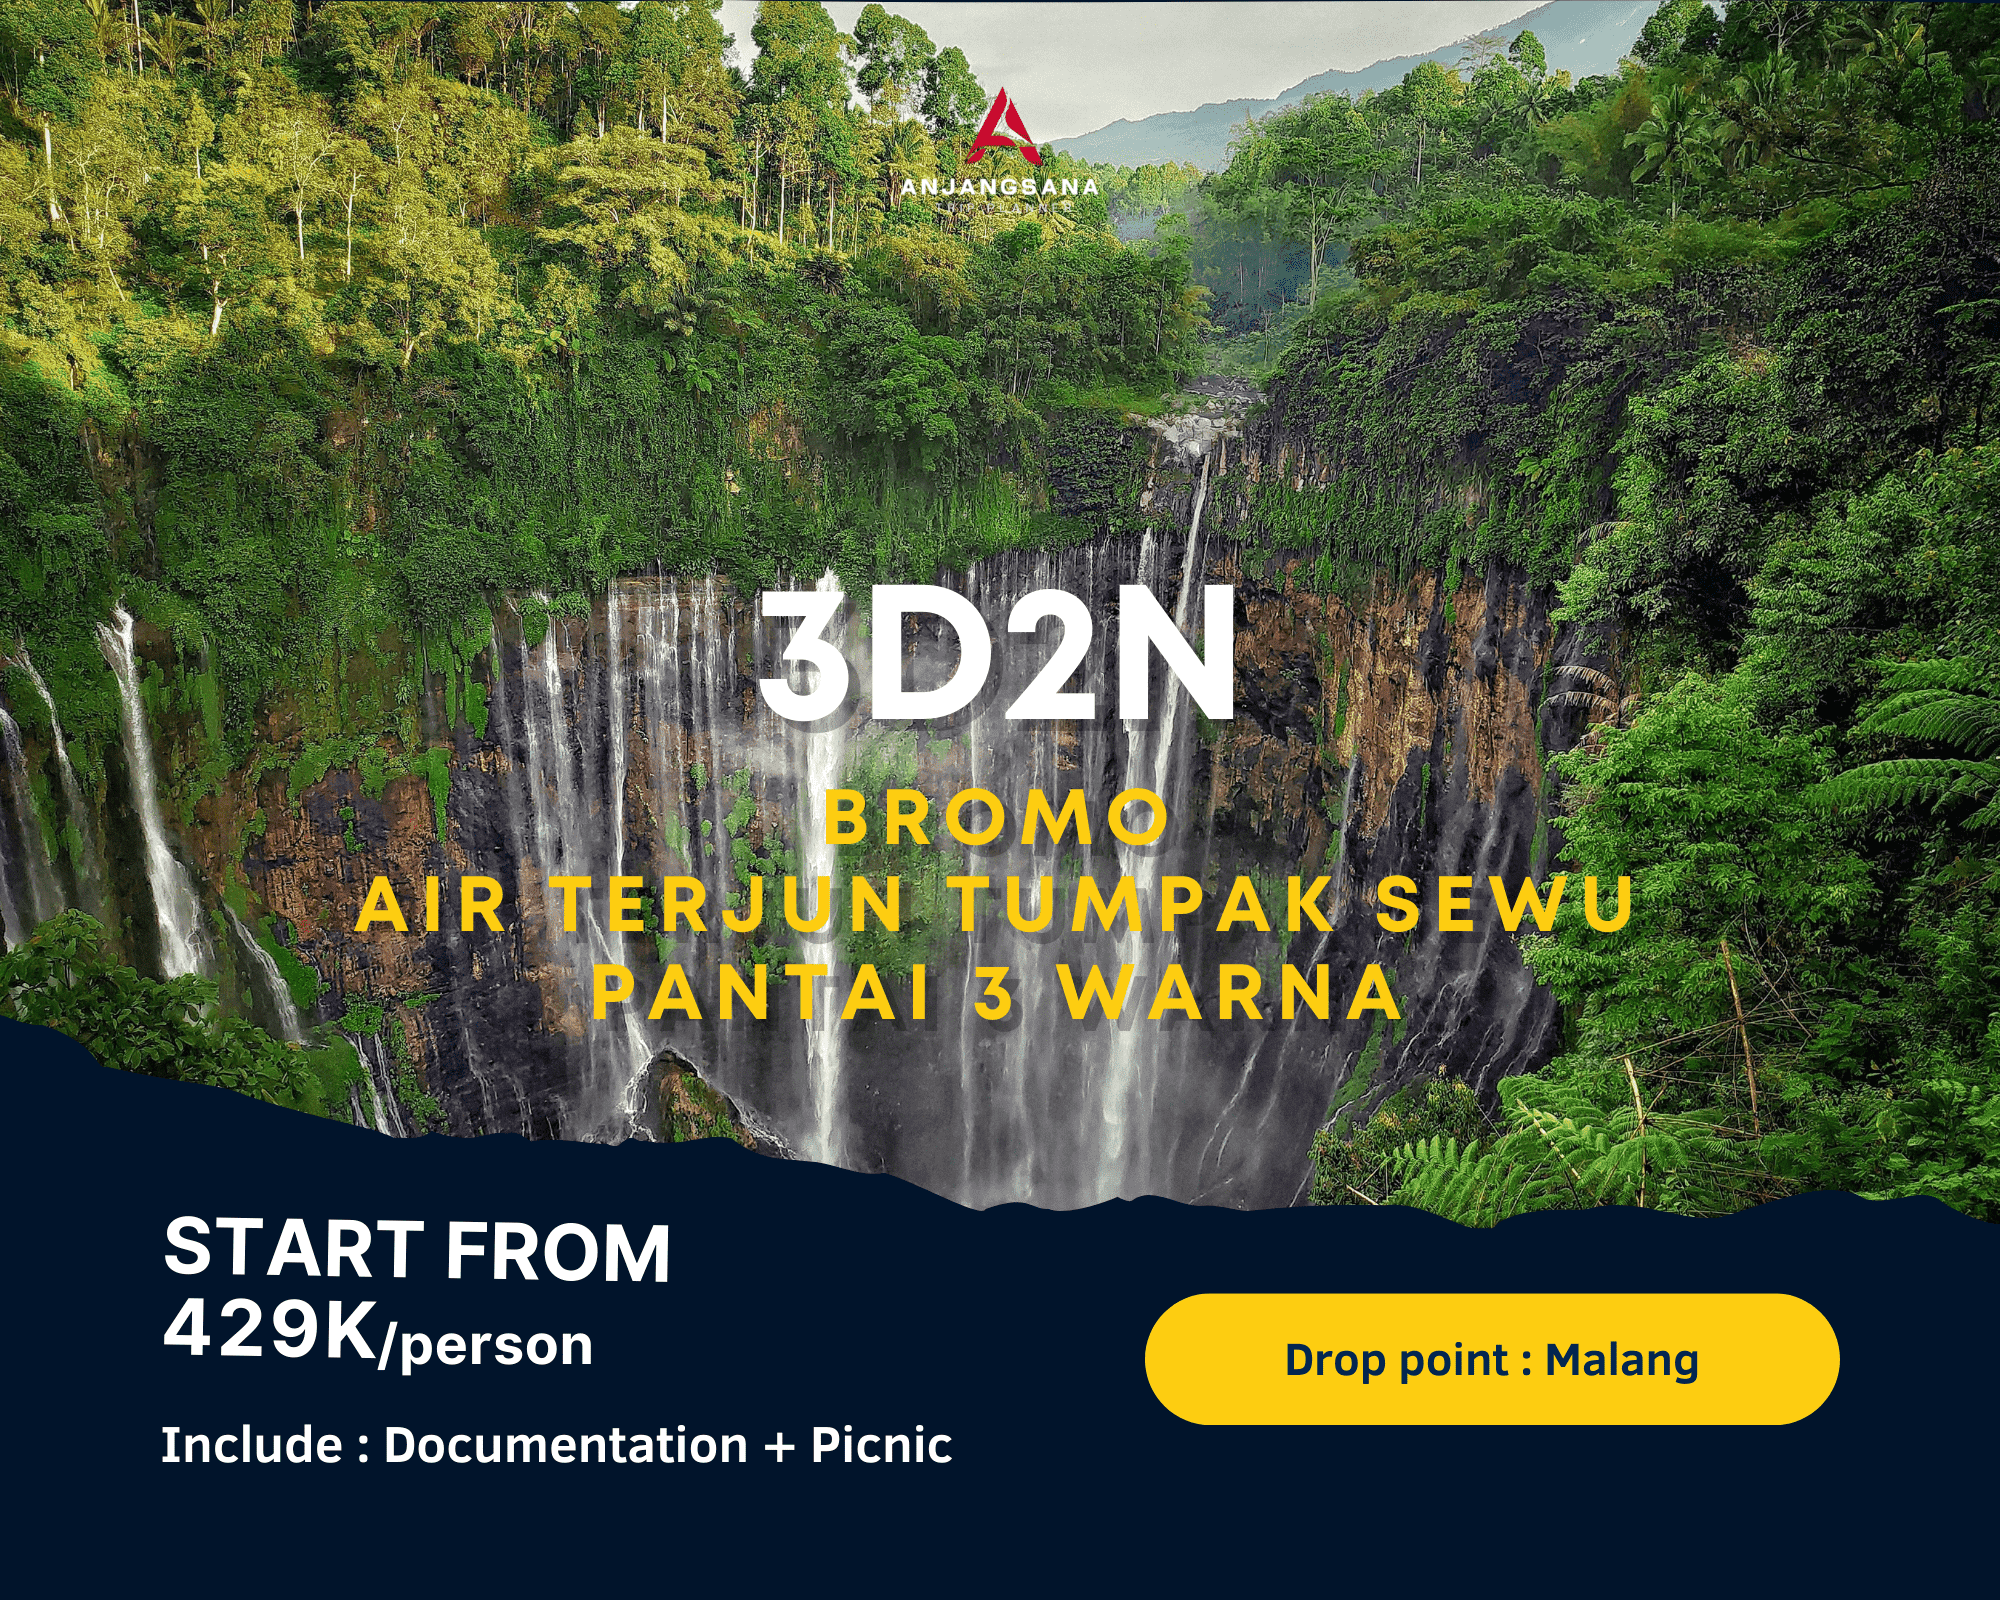 ANJANGSANA
3D2N
BROMO
AIR TERJUN TUMPAK SEWU
PANTAI 3 WARNA
START FROM
429K/person
Include : Documentation + Picnic
Drop point : Malang